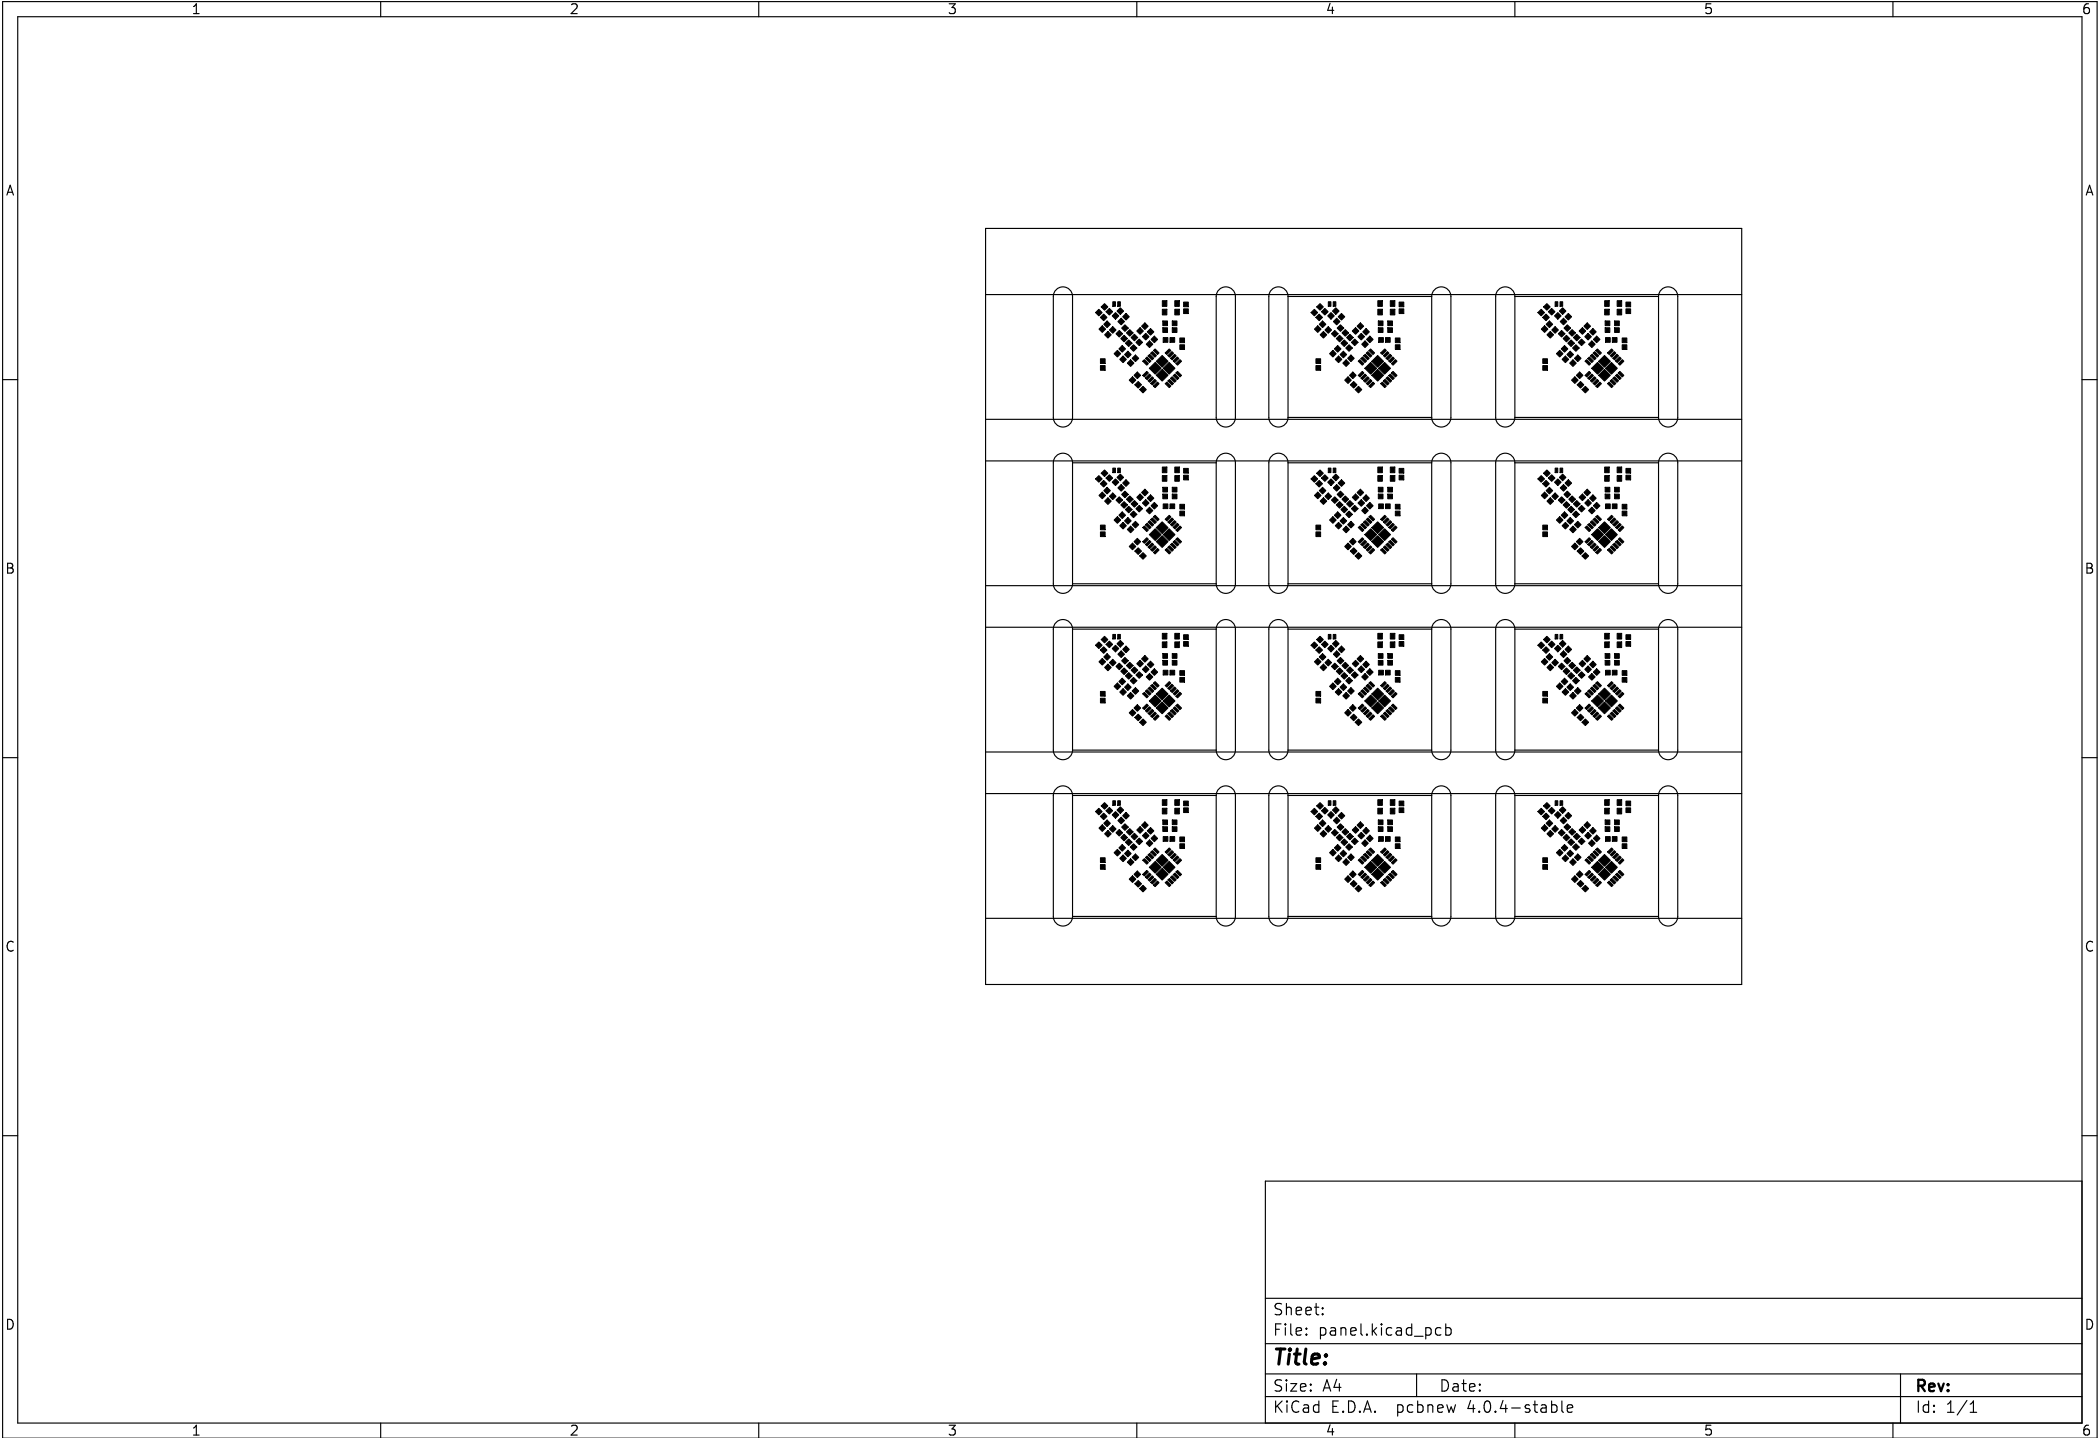 1 2 3 4 5 6
A A
B B
C C
Sheet:
File: panel.kicad_pcb
D D
Title:
Size: A4 Date: Rev:
KiCad E.D.A. pcbnew 4.0.4-stable Id: 1/1
1 2 3 4 5 6